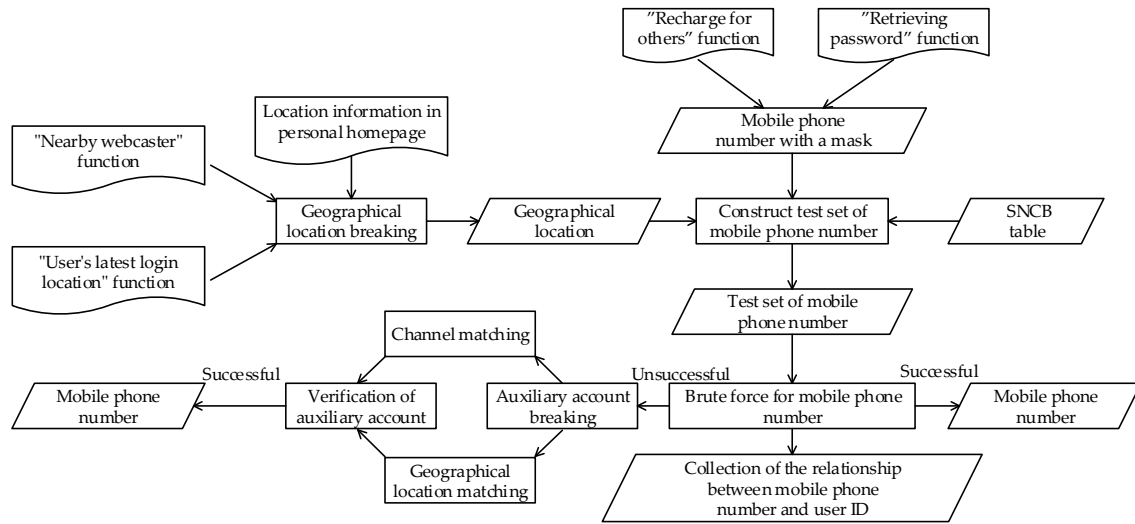 ”Recharge for
others” function
”Retrieving
password” function
Location information in
personal homepage
Mobile phone
number with a mask
"Nearby webcaster"
function
Geographical
location breaking
Geographical
location
Construct test set of
mobile phone number
SNCB
table
"User's latest login
location" function
Test set of mobile
phone number
Channel matching
Successful
Unsuccessful
Successful
Mobile phone
number
Verification of
auxiliary account
Auxiliary account
breaking
Brute force for mobile phone
number
Mobile phone
number
Geographical
location matching
Collection of the relationship
between mobile phone
number and user ID